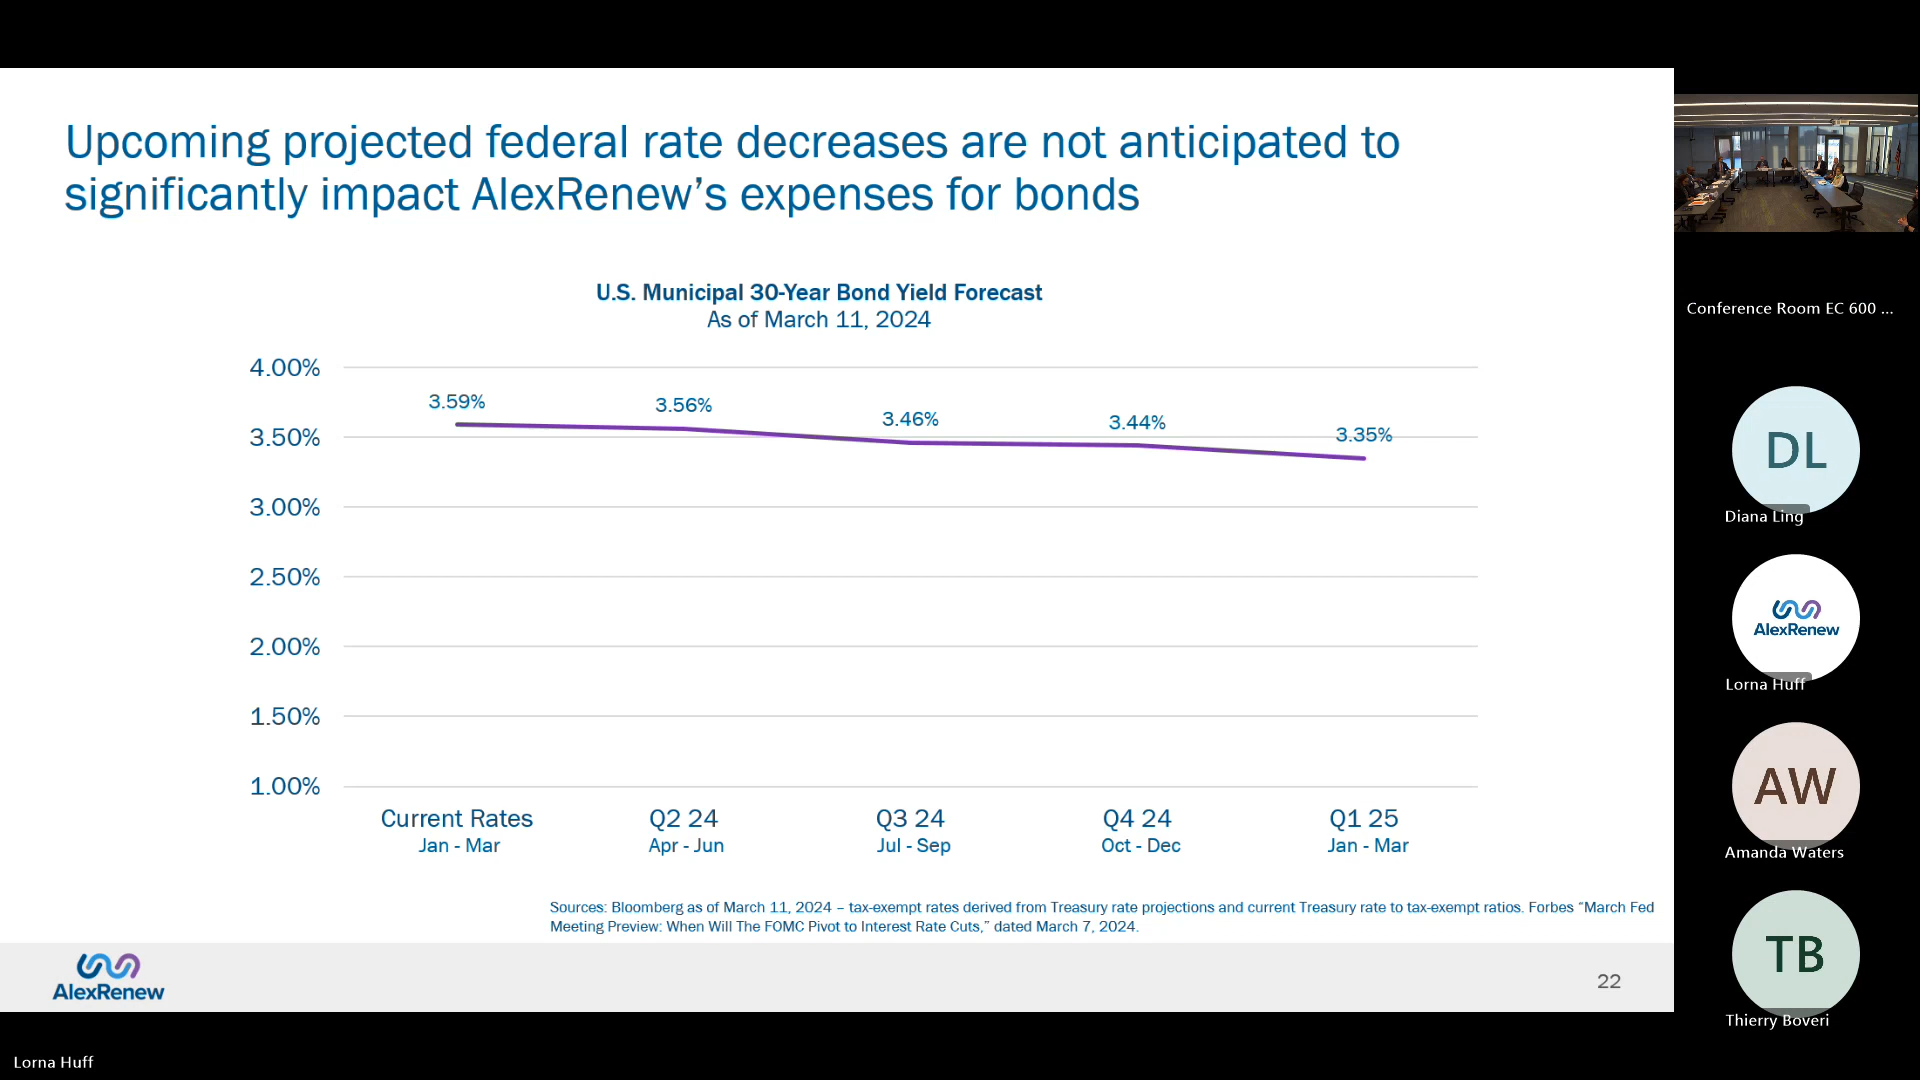 Upcoming projected federal rate decreases are not anticipated to
significantly impact AlexRenew's expenses for bonds
U.S. Municipal 30-Year Bond Yield Forecast
As of March 11, 2024
4.00%
3.50%
3.00%
2.50%
2.00%
1.50%
1.00%
3.59%
3.56%
3.46%
3.44%
3.35%
Current Rates
Jan - Mar
Q2 24
Apr - Jun
Q3 24
Jul - Sep
Q4 24
Oct - Dec
Q1 25
Jan - Mar
Sources: Bloomberg as of March 11, 2024 – tax-exempt rates derived from Treasury rate projections and current Treasury rate to tax-exempt ratios. Forbes “March Fed
Meeting Preview: When Will The FOMC Pivot to Interest Rate Cuts,” dated March 7, 2024.
AlexRenew
22
Conference Room EC 600 ...
DL
Diana Ling
AlexRenew
Lorna Huff
AW
Amanda Waters
TB
Thierry Boveri
Lorna Huff